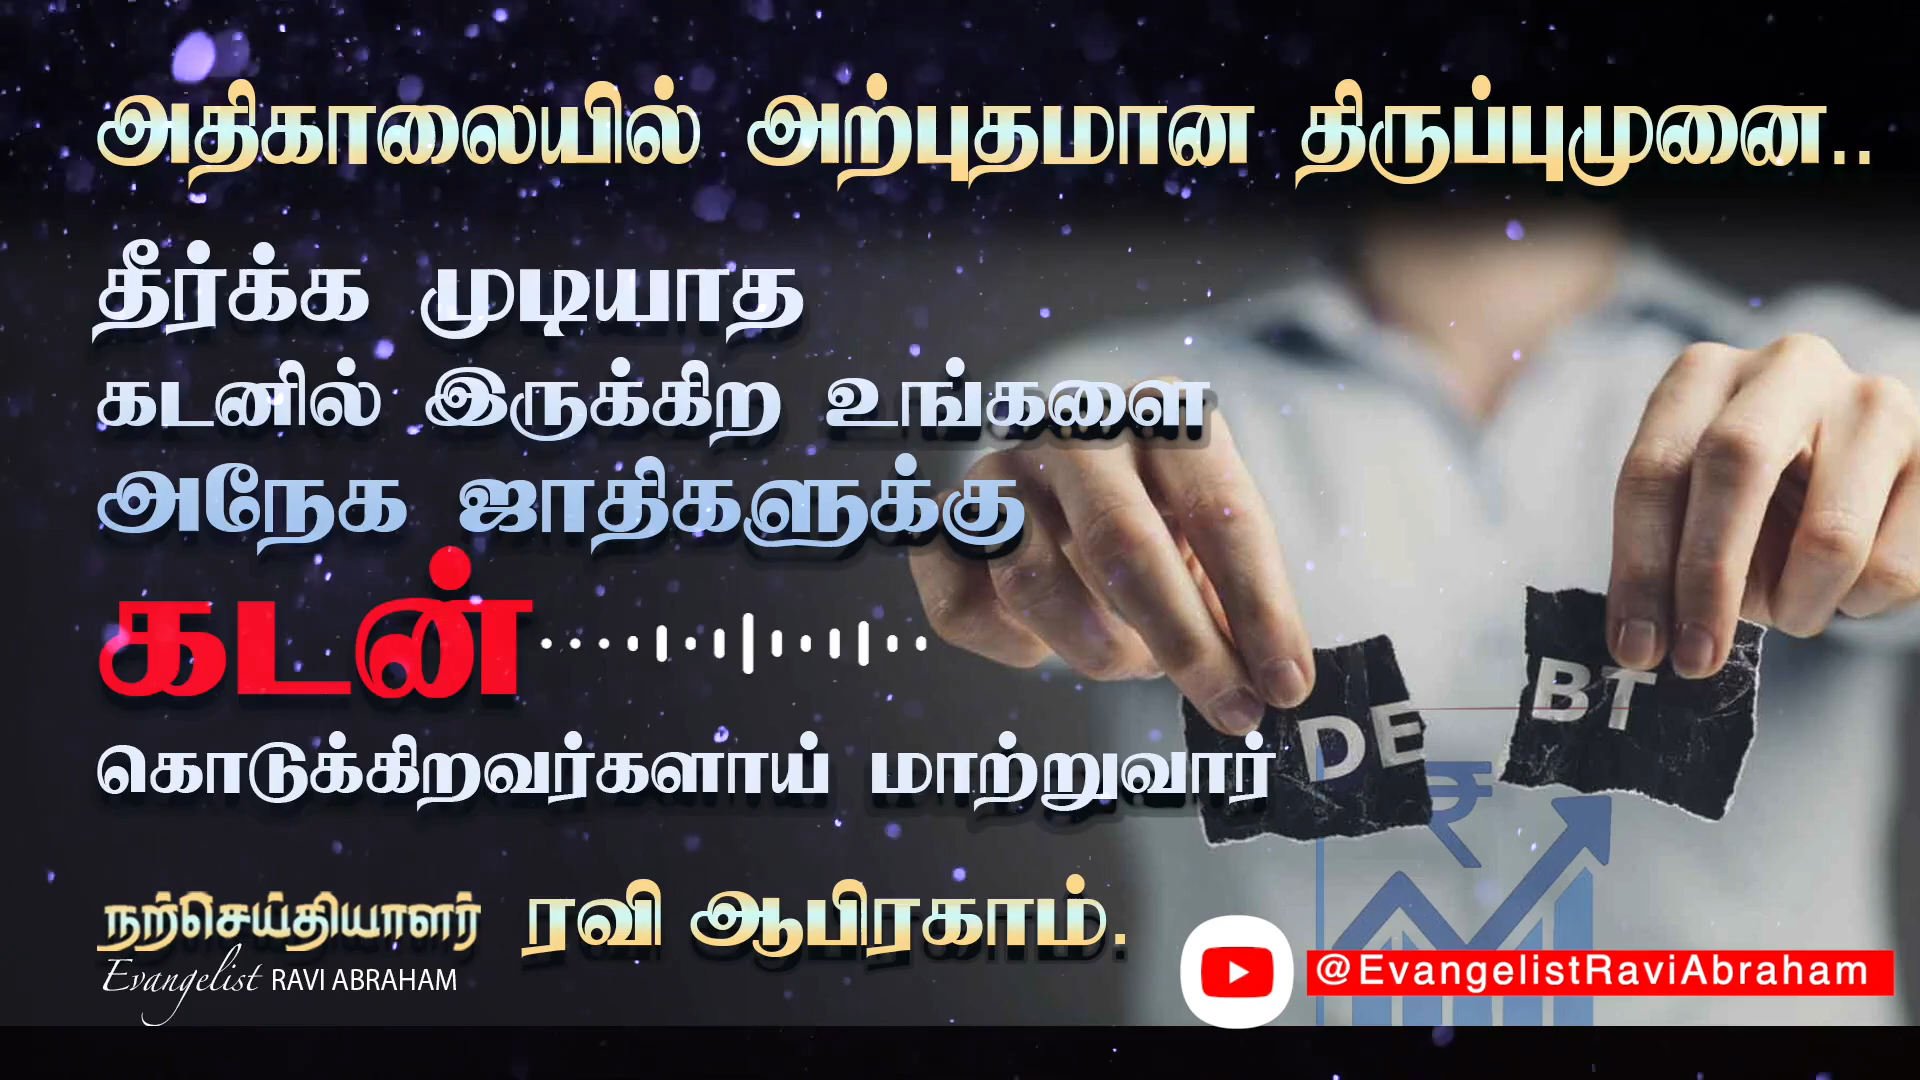 அதிகாலையில் அற்புதமான திருப்புமுனை..
தீர்க்க முடியாத
கடனில் இருக்கிற உங்களை
அநேக ஜாதிகளுக்கு
கடன்
கொடுக்கிறவர்களாய் மாற்றுவார்
DE BT
₹
நற்செய்தியாளர் ரவி ஆபிரகாம்.
Evangelist RAVI ABRAHAM
@EvangelistRaviAbraham